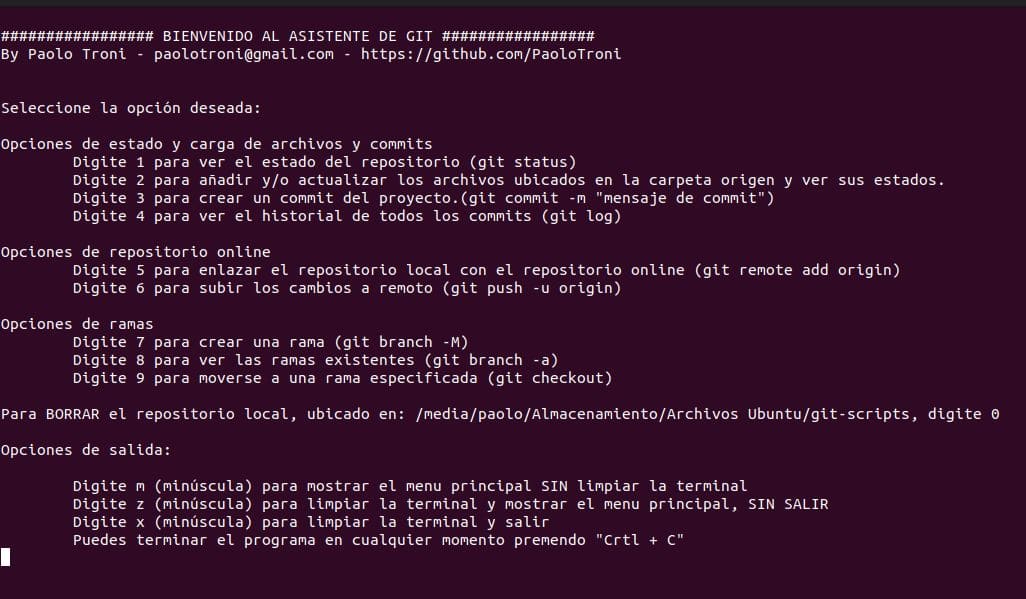 ################# BIENVENIDO AL ASISTENTE DE GIT #################
By Paolo Troni - paolotroni@gmail.com - https://github.com/PaoloTroni
Seleccione la opción deseada:
Opciones de estado y carga de archivos y commits
Digite 1 para ver el estado del repositorio (git status)
Digite 2 para añadir y/o actualizar los archivos ubicados en la carpeta origen y ver sus estados.
Digite 3 para crear un commit del proyecto.(git commit -m "mensaje de commit")
Digite 4 para ver el historial de todos los commits (git log)
Opciones de repositorio online
Digite 5 para enlazar el repositorio local con el repositorio online (git remote add origin)
Digite 6 para subir los cambios a remoto (git push -u origin)
Opciones de ramas
Digite 7 para crear una rama (git branch -M)
Digite 8 para ver las ramas existentes (git branch -a)
Digite 9 para moverse a una rama especificada (git checkout)
Para BORRAR el repositorio local, ubicado en: /media/paolo/Almacenamiento/Archivos Ubuntu/git-scripts, digite 0
Opciones de salida:
Digite m (minúscula) para mostrar el menu principal SIN limpiar la terminal
Digite z (minúscula) para limpiar la terminal y mostrar el menu principal, SIN SALIR
Digite x (minúscula) para limpiar la terminal y salir
Puedes terminar el programa en cualquier momento premendo "Crtl + C"